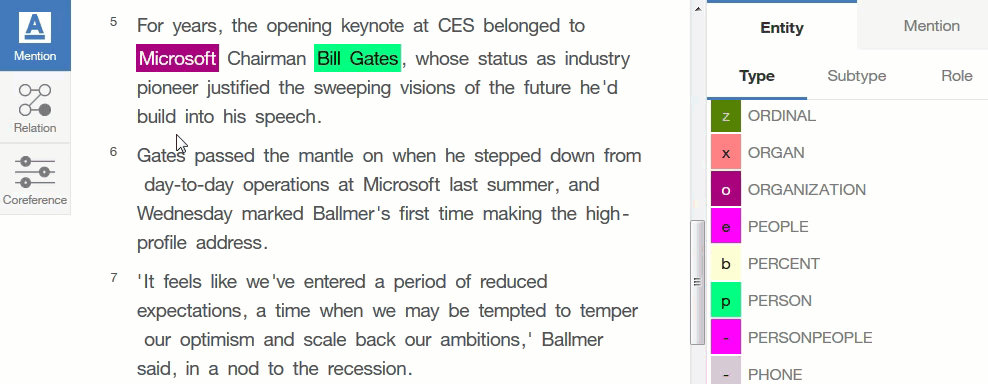 Mention
Relation
Coreference
5 For years, the opening keynote at CES belonged to
Microsoft Chairman Bill Gates, whose status as industry
pioneer justified the sweeping visions of the future he'd
build into his speech.
6 Gates passed the mantle on when he stepped down from
day-to-day operations at Microsoft last summer, and
Wednesday marked Ballmer's first time making the high-
profile address.
7 'It feels like we've entered a period of reduced
expectations, a time when we may be tempted to temper
our optimism and scale back our ambitions,' Ballmer
said, in a nod to the recession.
Entity Mention
Type Subtype Role
z ORDINAL
x ORGAN
o ORGANIZATION
e PEOPLE
b PERCENT
p PERSON
- PERSONPEOPLE
- PHONE